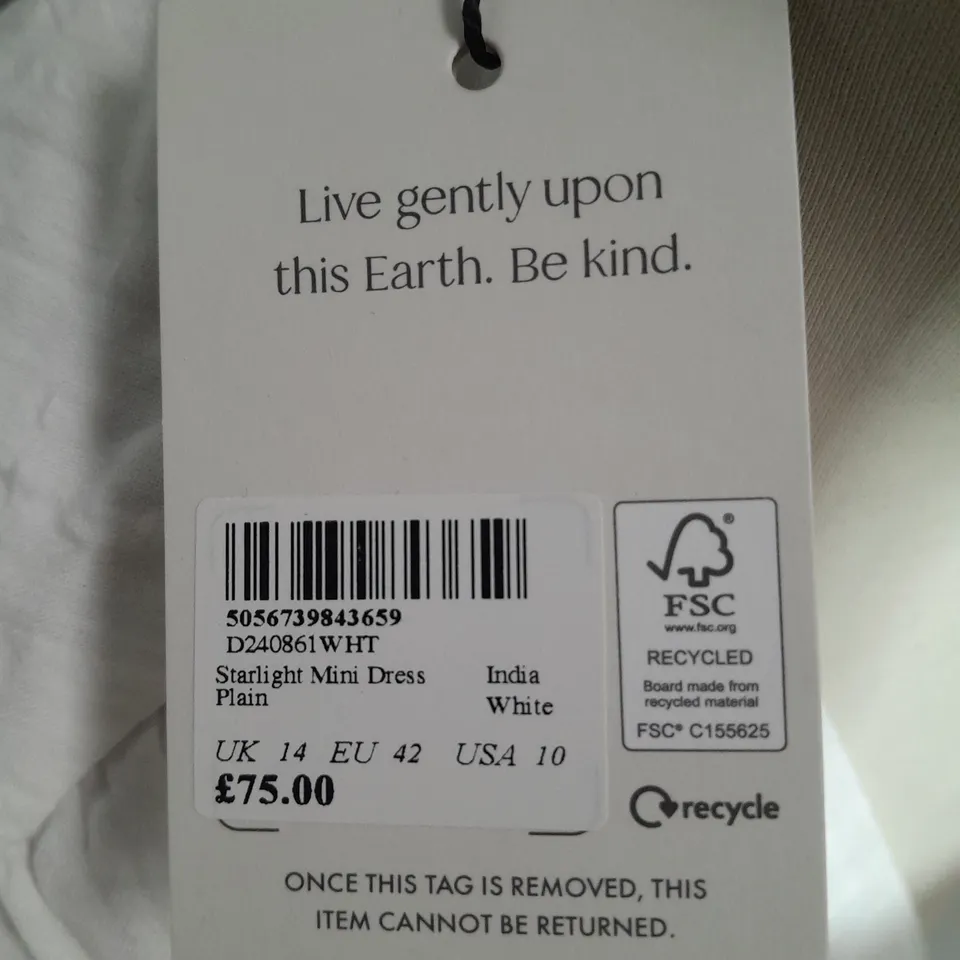 Live gently upon
this Earth. Be kind.
5056739843659
D240861WHT
Starlight Mini Dress India
Plain White
UK 14 EU 42 USA 10
£75.00
FSC®
www.fsc.org
RECYCLED
Board made from
recycled material
FSC® C155625
recycle
ONCE THIS TAG IS REMOVED, THIS
ITEM CANNOT BE RETURNED.